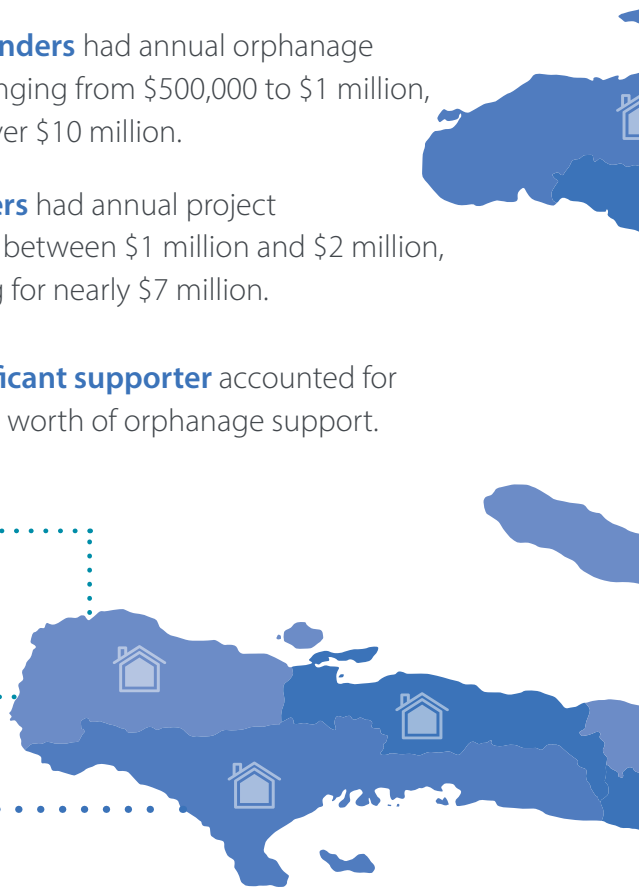 nders had annual orphanage
nging from $500,000 to $1 million,
ver $10 million.
ers had annual project
between $1 million and $2 million,
g for nearly $7 million.
ficant supporter accounted for
worth of orphanage support.